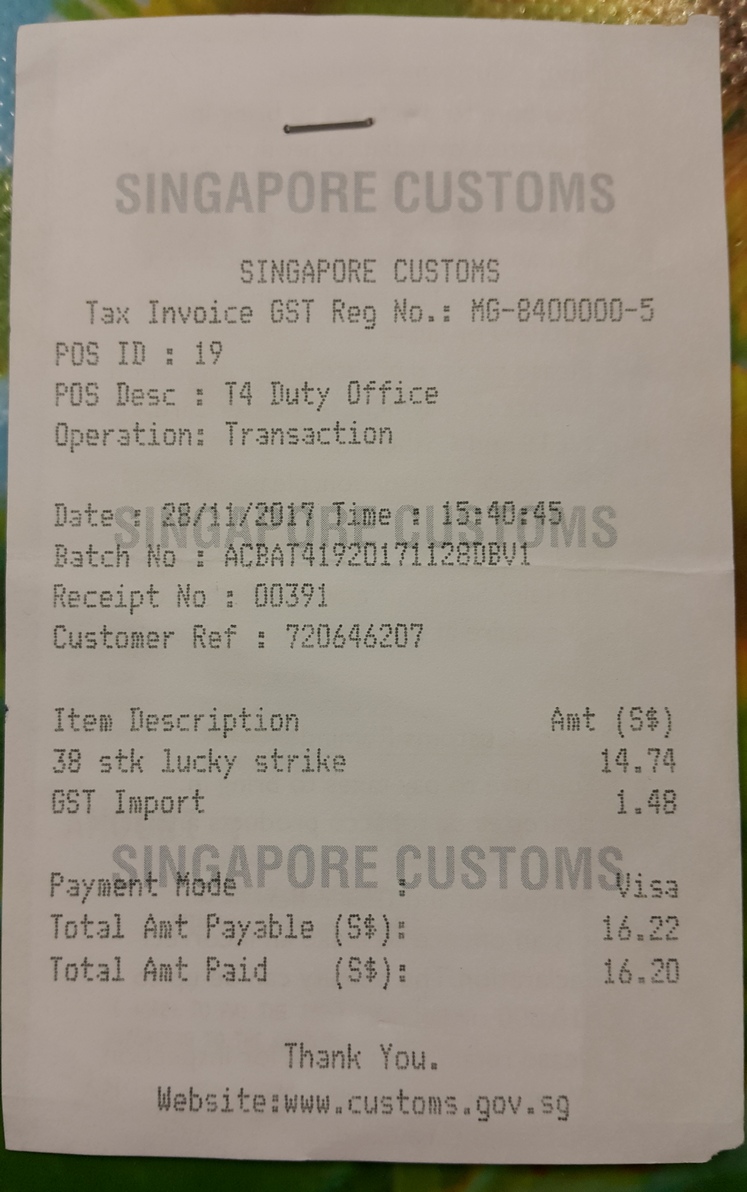 SINGAPORE CUSTOMS
SINGAPORE CUSTOMS
Tax Invoice GST Reg No.: MG-8400000-5
POS ID : 19
POS Desc : T4 Duty Office
Operation: Transaction
SINGAPORE CUSTOMS
Date : 28/11/2017 Time : 15:40:45
Batch No : ACBAT41920171128DBV1
Receipt No : 00391
Customer Ref : 720646207
Item Description Amt (S$)
38 stk lucky strike 14.74
GST Import 1.48
SINGAPORE CUSTOMS
Payment Mode : Visa
Total Amt Payable (S$): 16.22
Total Amt Paid (S$): 16.20
Thank You.
Website:www.customs.gov.sg